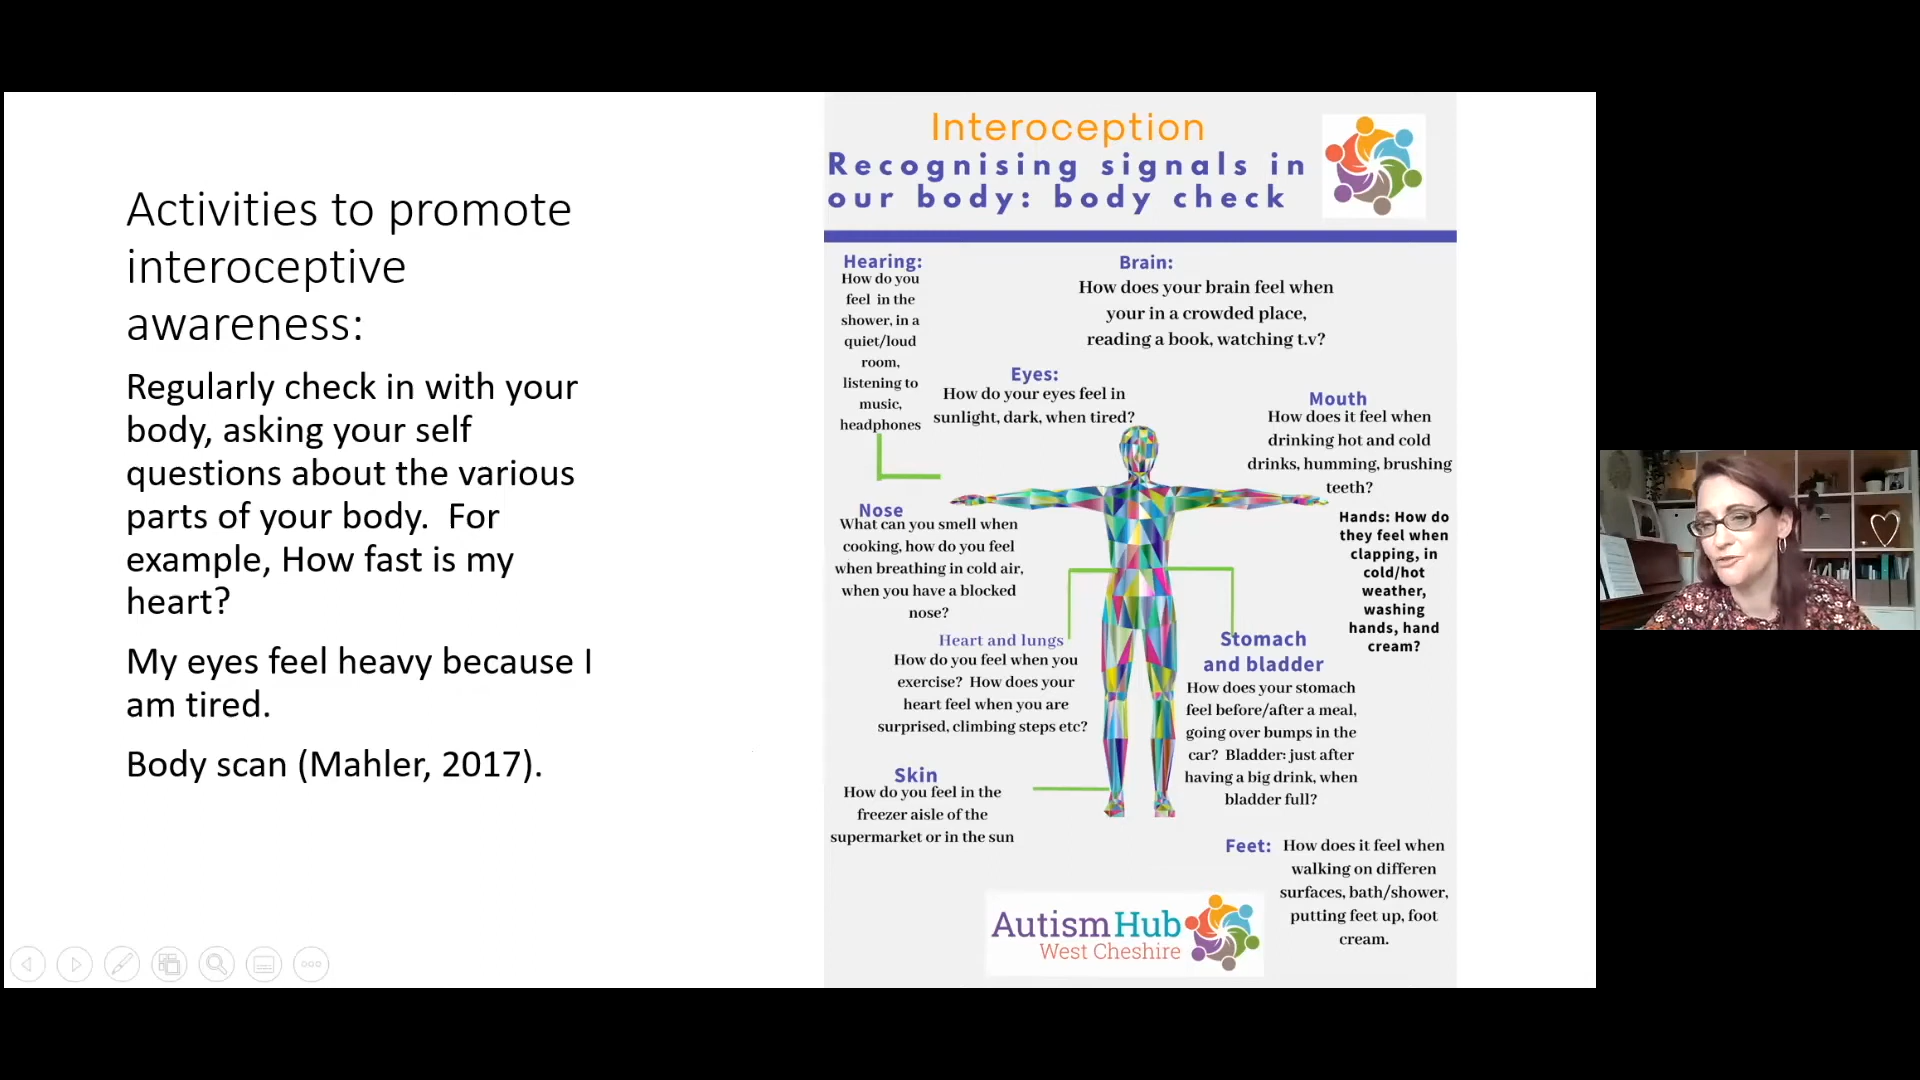 Activities to promote
interoceptive
awareness:
Regularly check in with your
body, asking your self
questions about the various
parts of your body.  For
example, How fast is my
heart?
My eyes feel heavy because I
am tired.
Body scan (Mahler, 2017).
Interoception
Recognising signals in
our body: body check
Hearing:
How do you
feel  in the
shower, in a
quiet/loud
room,
listening to
music,
headphones
Brain:
How does your brain feel when
your in a crowded place,
reading a book, watching t.v?
Eyes:
How do your eyes feel in
sunlight, dark, when tired?
Mouth
How does it feel when
drinking hot and cold
drinks, humming, brushing
teeth?
Nose
What can you smell when
cooking, how do you feel
when breathing in cold air,
when you have a blocked
nose?
Hands: How do
they feel when
clapping, in
cold/hot
weather,
washing
hands, hand
cream?
Heart and lungs
How do you feel when you
exercise?  How does your
heart feel when you are
surprised, climbing steps etc?
Stomach
and bladder
How does your stomach
feel before/after a meal,
going over bumps in the
car?  Bladder: just after
having a big drink, when
bladder full?
Skin
How do you feel in the
freezer aisle of the
supermarket or in the sun
Feet: How does it feel when
walking on differen
surfaces, bath/shower,
putting feet up, foot
cream.
Autism Hub
West Cheshire